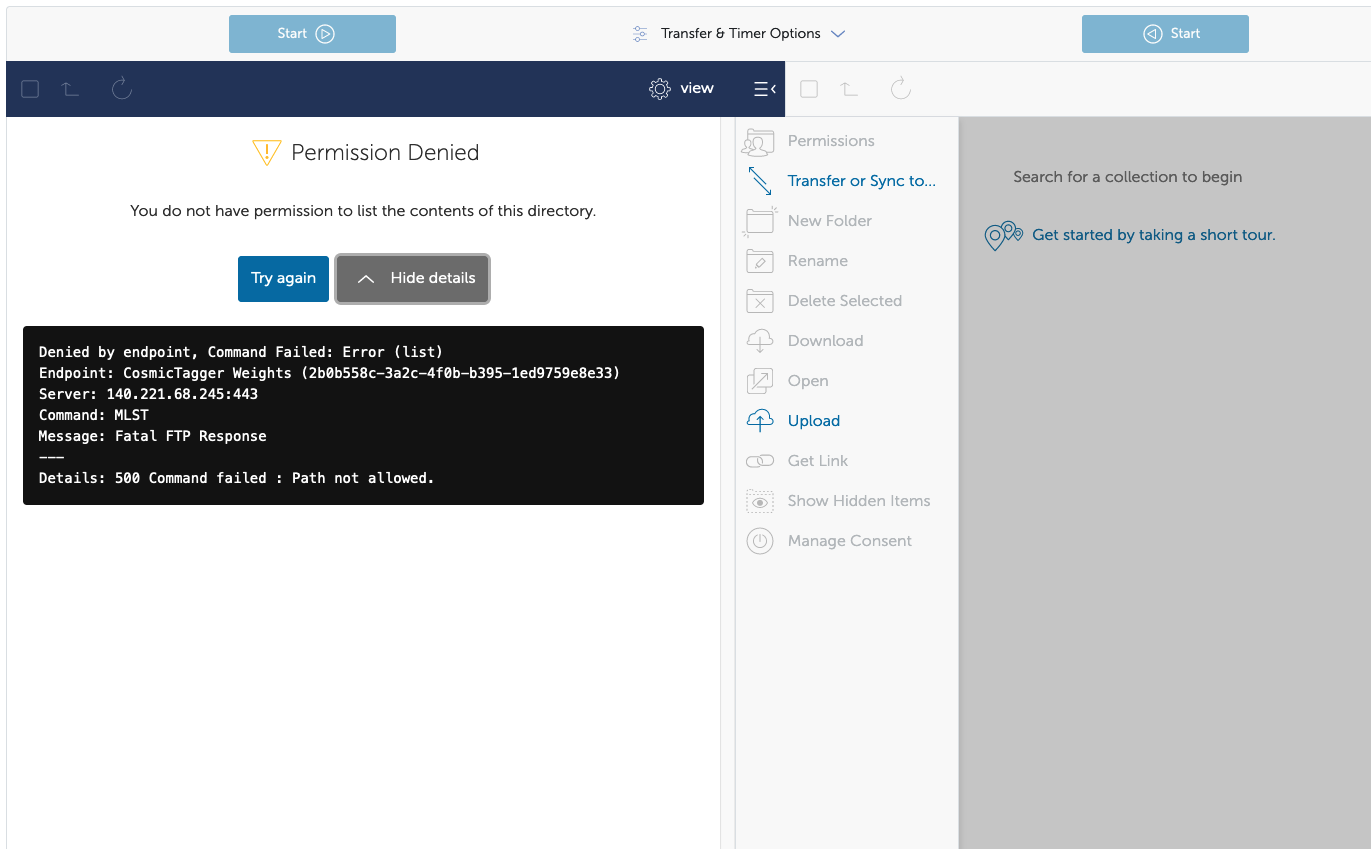 Start
Transfer & Timer Options
Start
view
Permission Denied
You do not have permission to list the contents of this directory.
Try again
Hide details
Denied by endpoint, Command Failed: Error (list)
Endpoint: CosmicTagger Weights (2b0b558c-3a2c-4f0b-b395-1ed9759e8e33)
Server: 140.221.68.245:443
Command: MLST
Message: Fatal FTP Response
---
Details: 500 Command failed : Path not allowed.
Permissions
Transfer or Sync to...
New Folder
Rename
Delete Selected
Download
Open
Upload
Get Link
Show Hidden Items
Manage Consent
Search for a collection to begin
Get started by taking a short tour.